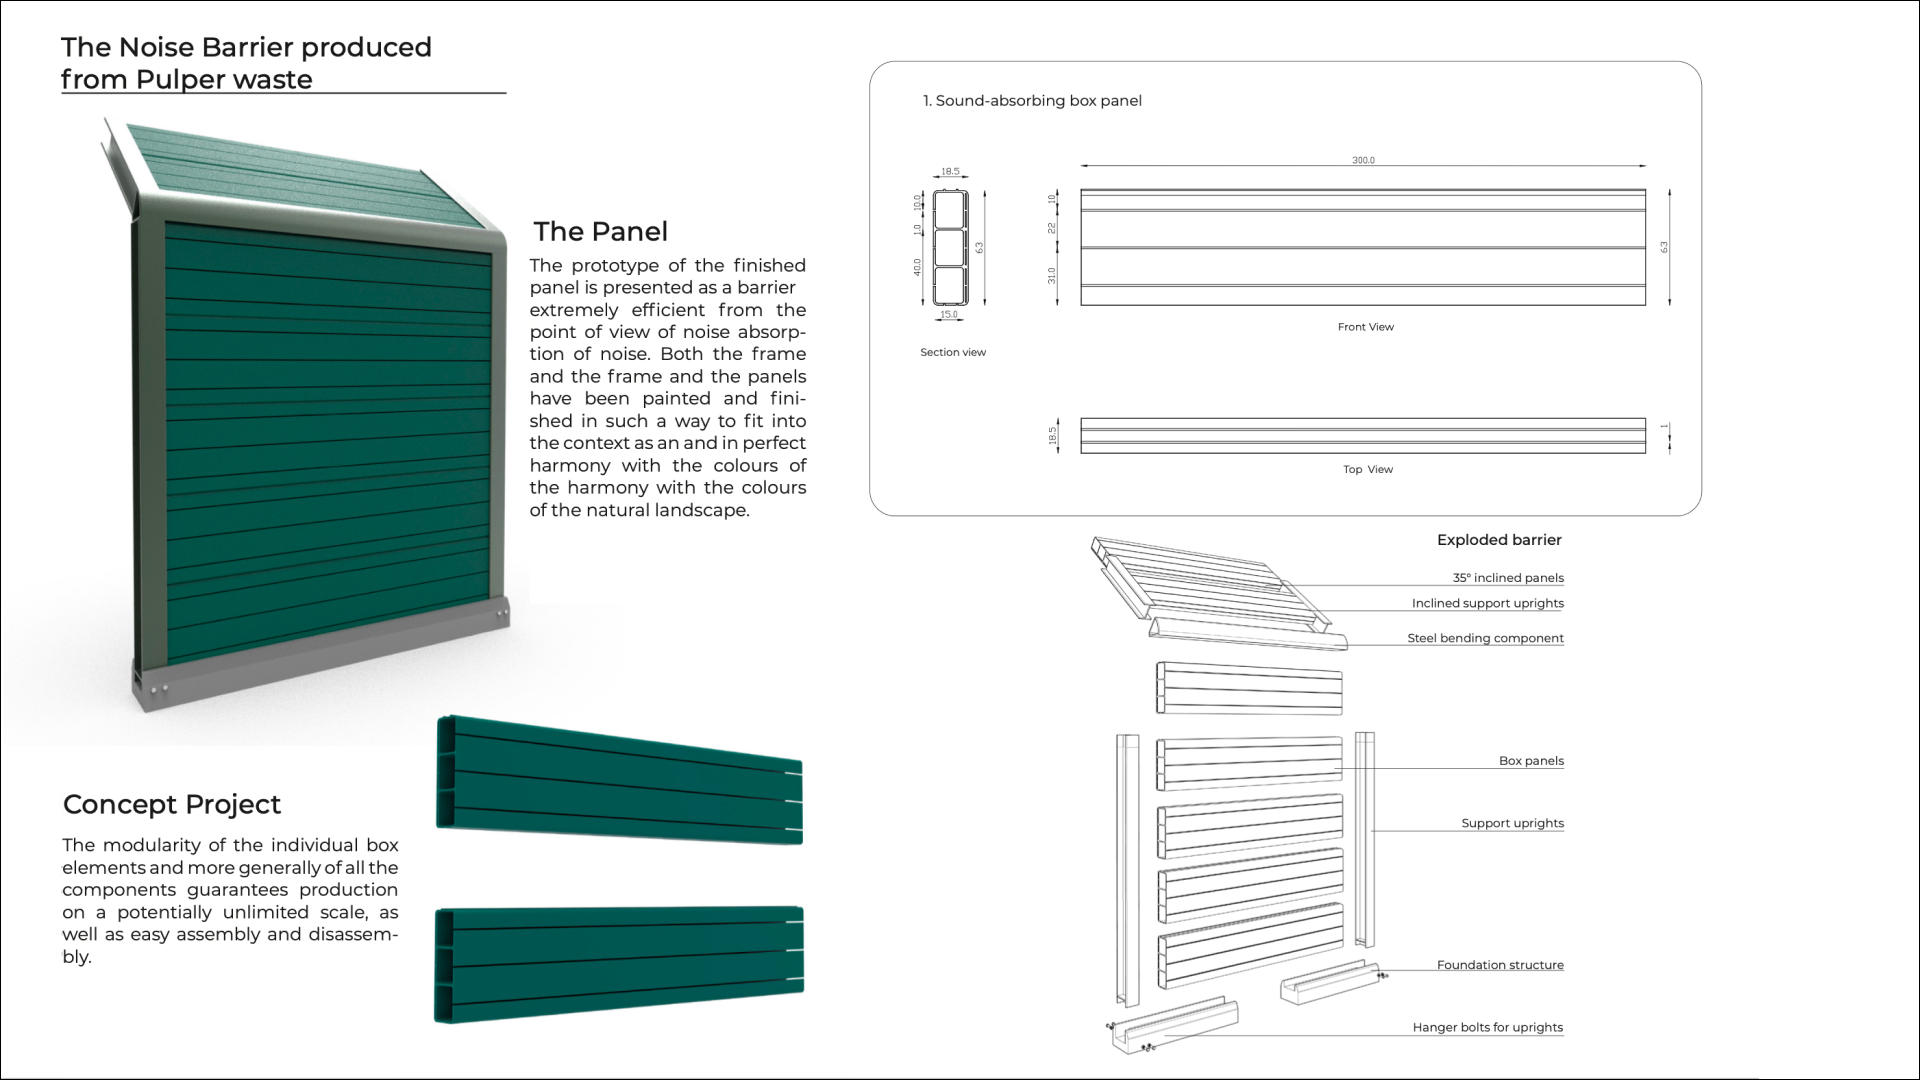 The Noise Barrier produced
from Pulper waste
The Panel
The prototype of the finished
panel is presented as a barrier
extremely efficient from the
point of view of noise absorp-
tion of noise. Both the frame
and the frame and the panels
have been painted and fini-
shed in such a way to fit into
the context as an and in perfect
harmony with the colours of
the harmony with the colours
of the natural landscape.
Concept Project
The modularity of the individual box
elements and more generally of all the
components guarantees production
on a potentially unlimited scale, as
well as easy assembly and disassem-
bly.
1. Sound-absorbing box panel
18.5
10.0
1.0
40.0
63
15.0
Section view
300.0
10
22
31.0
63
Front View
18.5
1
Top View
Exploded barrier
35° inclined panels
Inclined support uprights
Steel bending component
Box panels
Support uprights
Foundation structure
Hanger bolts for uprights